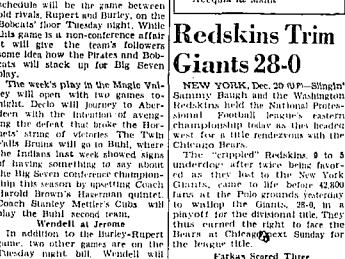 schedule will be the game between
old rivals, Rupert and Burley, on the
Bobcats' floor Tuesday night. While
this game is a non-conference affair
it will give the team's followers
some idea how the Pirates and Bob-
cats will stack up for Big Seven
play.
The week's play in the Magic Val-
ley will open with two games to-
night. Declo will journey to Aber-
deen with the intention of aveng-
ing the defeat that broke the Hor-
nets' string of victories. The Twin
Falls Bruins will go to Buhl, where
the Indians last week showed signs
of having something to say about
the Big Seven conference champion-
ship this season by upsetting Coach
Harold Brown's Haverman quintet.
Coach Stanley Mettler's Cubs will
play the Buhl second team.
Wendell at Jerome
In addition to the Burley-Rupert
game, two other games are on the
Tuesday night bill. Wendell will
Redskins Trim
Giants 28-0
NEW YORK, Dec. 20 (U.P.)—Slingin'
Sammy Baugh and the Washington
Redskins held the National Profes-
sional Football league's eastern
championship today as they headed
west for a title rendezvous with the
Chicago Bears.
The "crippled" Redskins, 9 to 5
underdogs after twice being favor-
ed as they lost to the New York
Giants, came to life before 42,800
fans at the Polo grounds yesterday
to wallop the Giants, 28-0, in a
playoff for the divisional title. They
thus earned the right to face the
Bears at Chicago next Sunday for
the league title.
Farkas Scored Three